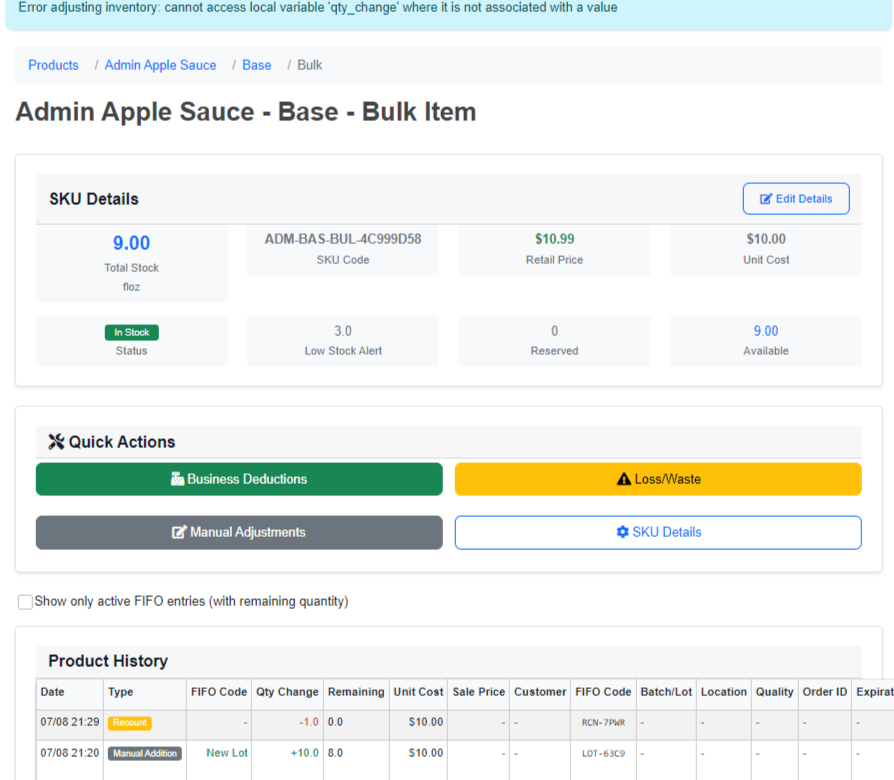 Error adjusting inventory: cannot access local variable 'qty_change' where it is not associated with a value
Products / Admin Apple Sauce / Base / Bulk
Admin Apple Sauce - Base - Bulk Item
SKU Details
Edit Details
9.00
Total Stock
floz
ADM-BAS-BUL-4C999D58
SKU Code
$10.99
Retail Price
$10.00
Unit Cost
In Stock
Status
3.0
Low Stock Alert
0
Reserved
9.00
Available
Quick Actions
Business Deductions
Loss/Waste
Manual Adjustments
SKU Details
Show only active FIFO entries (with remaining quantity)
Product History
Date Type FIFO Code Qty Change Remaining Unit Cost Sale Price Customer FIFO Code Batch/Lot Location Quality Order ID Expirat
07/08 21:29 Recount - -1.0 0.0 $10.00 - - RCN-7PWR - - - - -
07/08 21:20 Manual Addition New Lot +10.0 8.0 $10.00 - - LOT-63C9 - - - - -